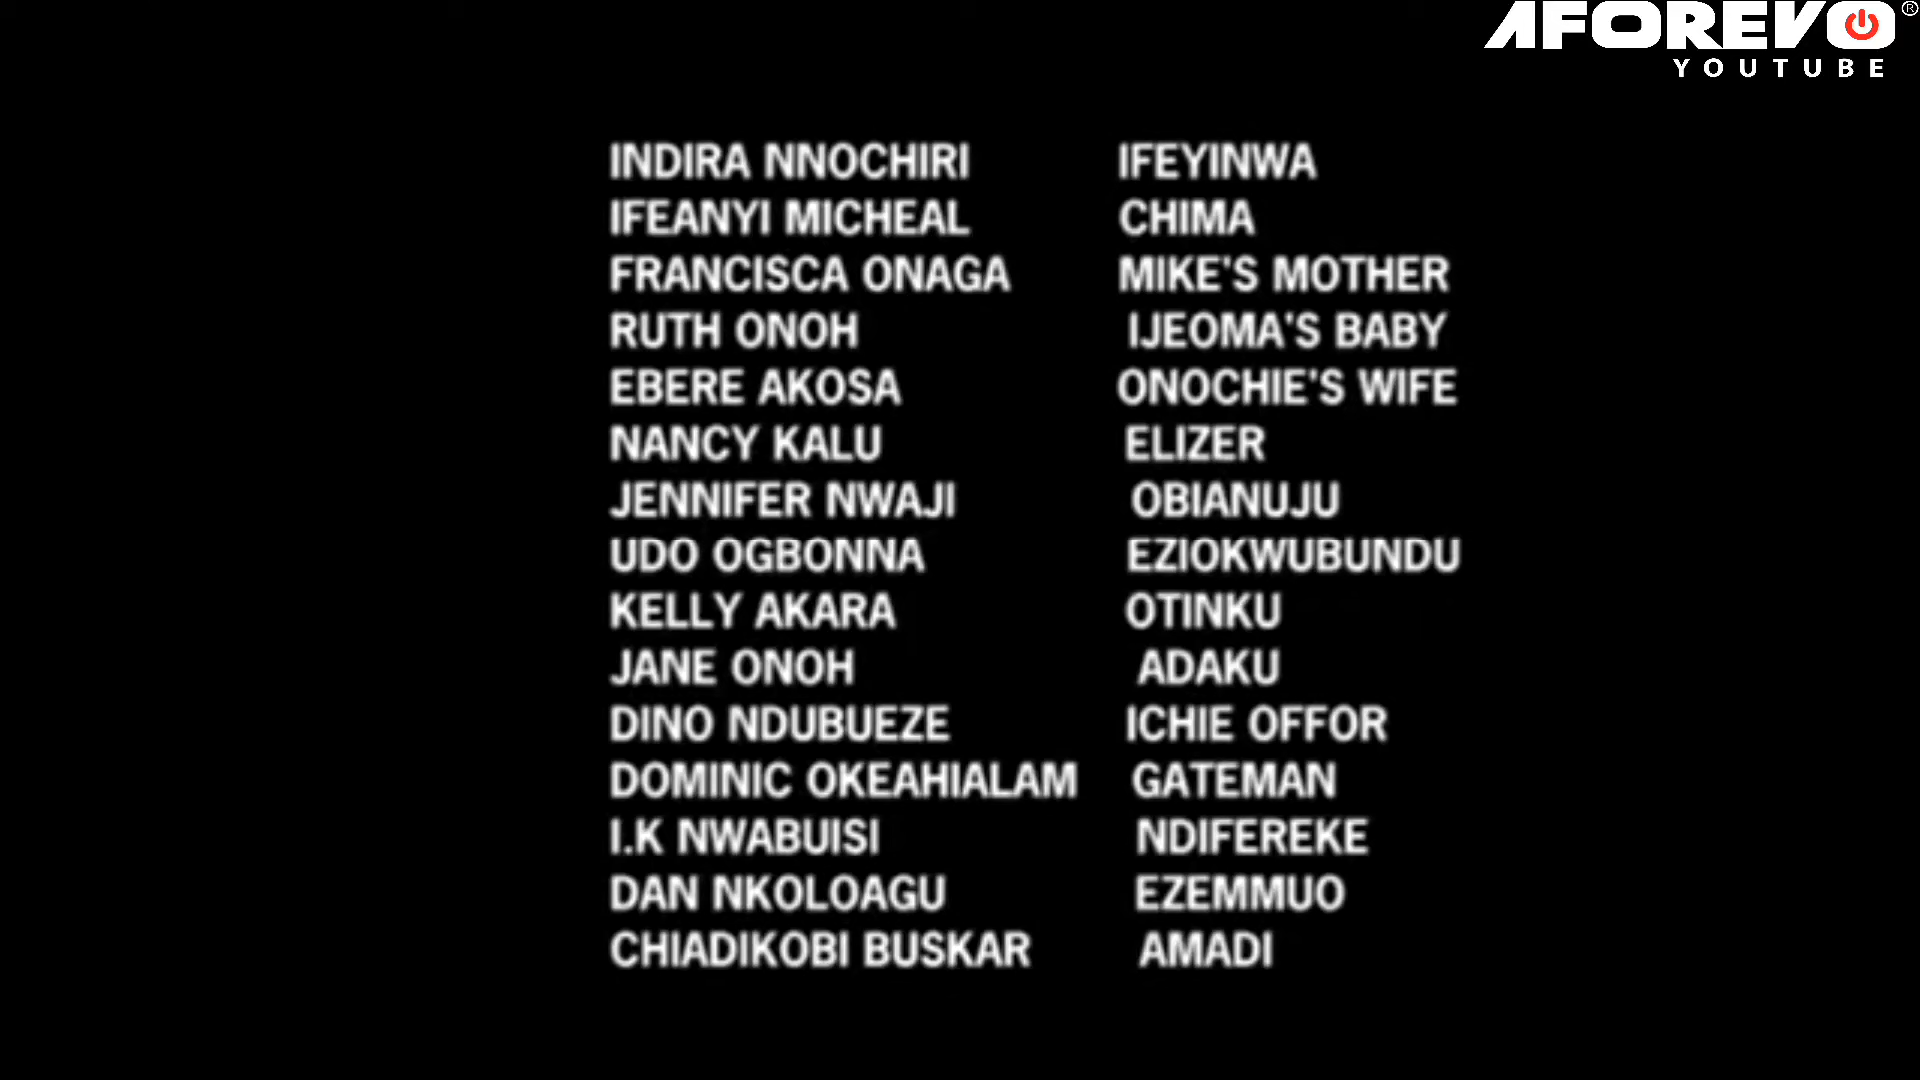 AFOREVO®
YOUTUBE
INDIRA NNOCHIRI IFEYINWA
IFEANYI MICHEAL CHIMA
FRANCISCA ONAGA MIKE'S MOTHER
RUTH ONOH IJEOMA'S BABY
EBERE AKOSA ONOCHIE'S WIFE
NANCY KALU ELIZER
JENNIFER NWAJI OBIANUJU
UDO OGBONNA EZIOKWUBUNDU
KELLY AKARA OTINKU
JANE ONOH ADAKU
DINO NDUBUEZE ICHIE OFFOR
DOMINIC OKEAHIALAM GATEMAN
I.K NWABUISI NDIFEREKE
DAN NKOLOAGU EZEMMUO
CHIADIKOBI BUSKAR AMADI